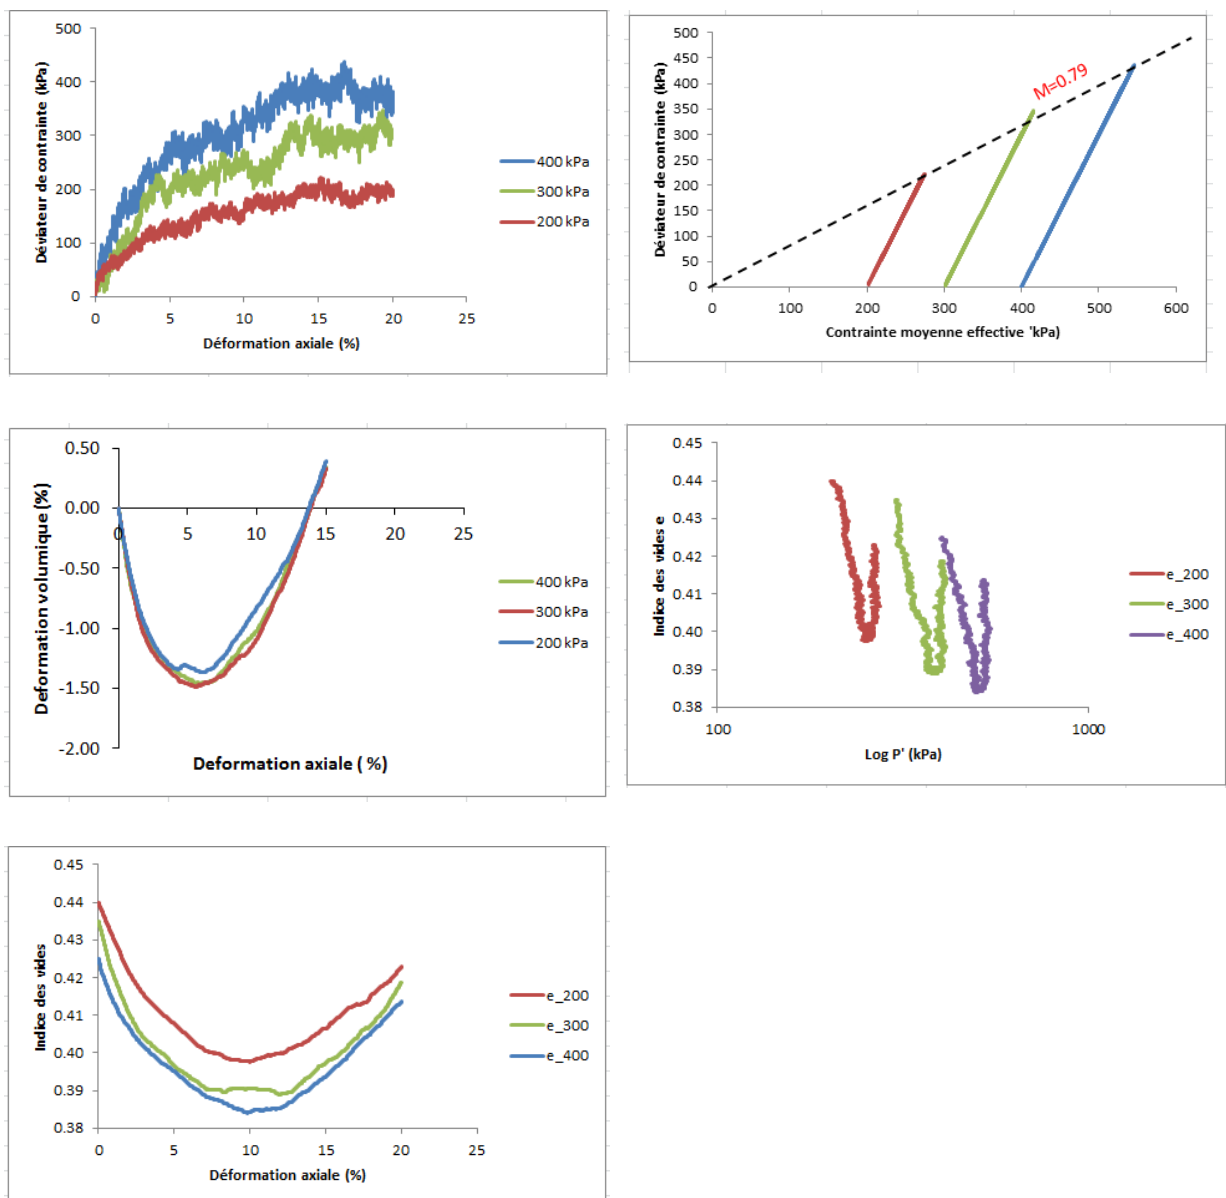 500
400
300
200
100
0
0 5 10 15 20 25
Déviateur de contrainte (kPa)
Déformation axiale (%)
400 kPa
300 kPa
200 kPa
500
450
400
350
300
250
200
150
100
50
0
0 100 200 300 400 500 600
Déviateur de contrainte (kPa)
M=0.79
Contrainte moyenne effective 'kPa)
0.50
0.00
-0.50
-1.00
-1.50
-2.00
0 5 10 15 20 25
Deformation volumique (%)
Deformation axiale ( %)
400 kPa
300 kPa
200 kPa
0.45
0.44
0.43
0.42
0.41
0.40
0.39
0.38
100 1000
Indice des vides e
Log P' (kPa)
e_200
e_300
e_400
0.45
0.44
0.43
0.42
0.41
0.40
0.39
0.38
0 5 10 15 20 25
Indice des vides
Déformation axiale (%)
e_200
e_300
e_400